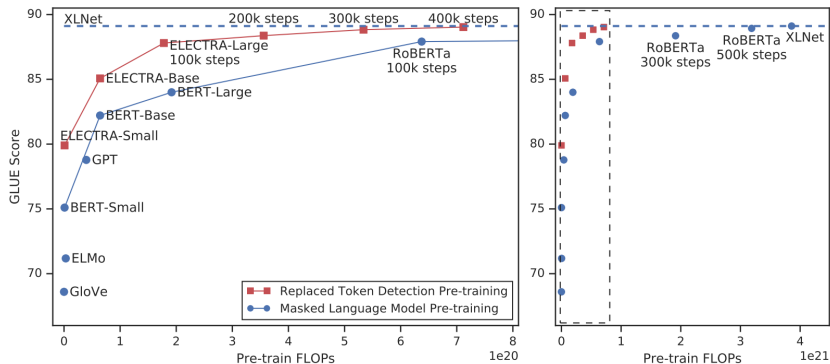 XLNet
200k steps
300k steps
400k steps
ELECTRA-Large
100k steps
RoBERTa
100k steps
ELECTRA-Base
BERT-Large
BERT-Base
ELECTRA-Small
GPT
BERT-Small
ELMo
GloVe
Replaced Token Detection Pre-training
Masked Language Model Pre-training
90
85
80
75
70
GLUE Score
0 1 2 3 4 5 6 7 8
1e20
Pre-train FLOPs
90
85
80
75
70
RoBERTa
300k steps
RoBERTa
500k steps
XLNet
0 1 2 3 4
1e21
Pre-train FLOPs